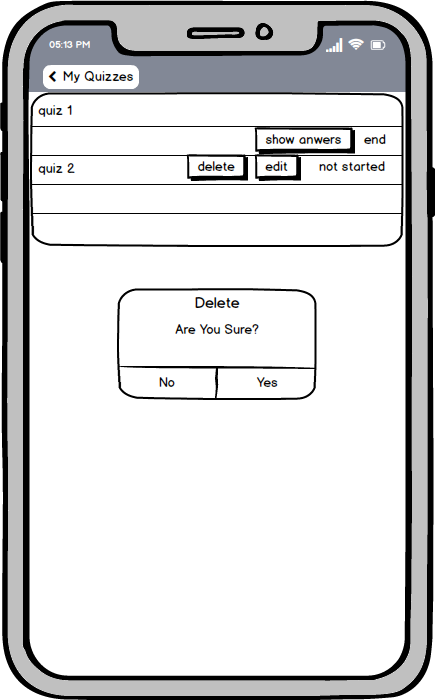 05:13 PM
My Quizzes
quiz 1
show anwers end
quiz 2 delete edit not started
Delete
Are You Sure?
No Yes